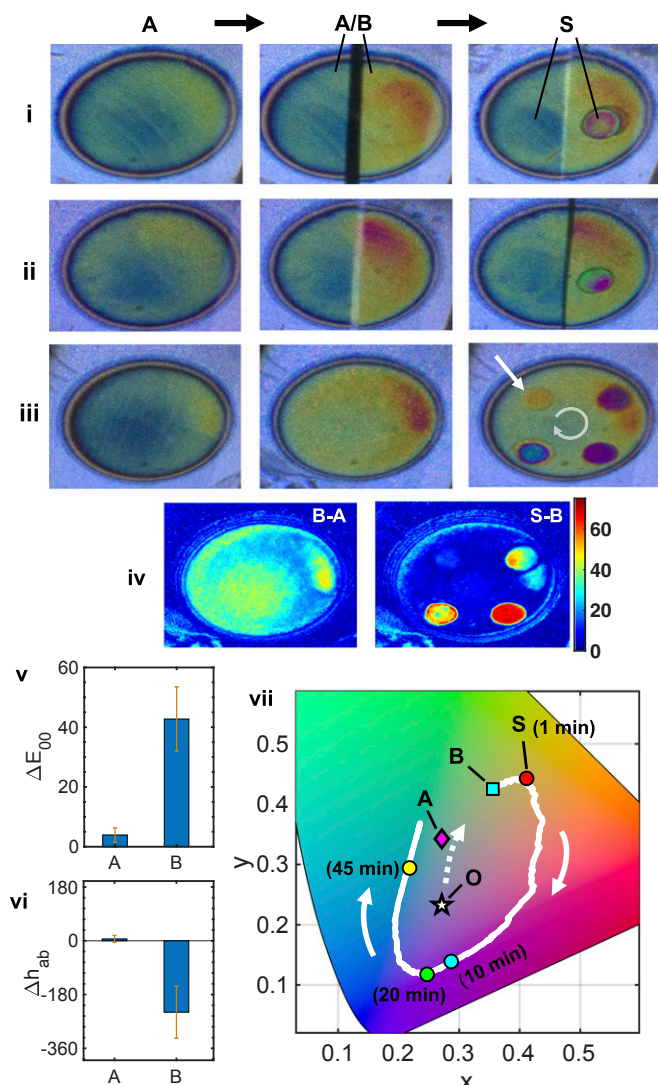 A A/B S
i
ii
iii
iv B-A S-B
60
40
20
0
v
60
40
20
0
ΔE00
A B
vi
180
0
-180
-360
Δhab
A B
vii
S (1 min)
B
A
(45 min)
O
(20 min) (10 min)
0.5
0.4
0.3
0.2
0.1
y
0.1 0.2 0.3 0.4 0.5
x